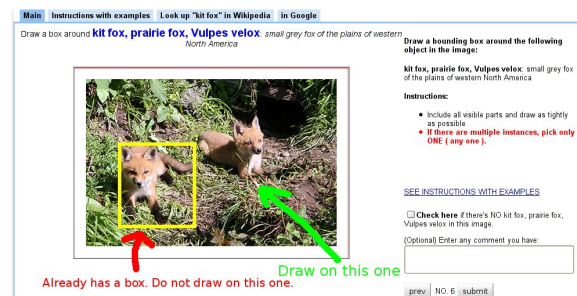 Main Instructions with examples Look up "kit fox" in Wikipedia in Google
Draw a box around kit fox, prairie fox, Vulpes velox: small grey fox of the plains of western
North America
Draw a bounding box around the following
object in the image:
kit fox, prairie fox, Vulpes velox: small grey fox
of the plains of western North America
Instructions:
Include all visible parts and draw as tightly
as possible
If there are multiple instances, pick only
ONE ( any one ).
SEE INSTRUCTIONS WITH EXAMPLES
Check here if there's NO kit fox, prairie fox,
Vulpes velox in this image.
(Optional) Enter any comment you have:
prev NO. 6 submit
Draw on this one
Already has a box. Do not draw on this one.